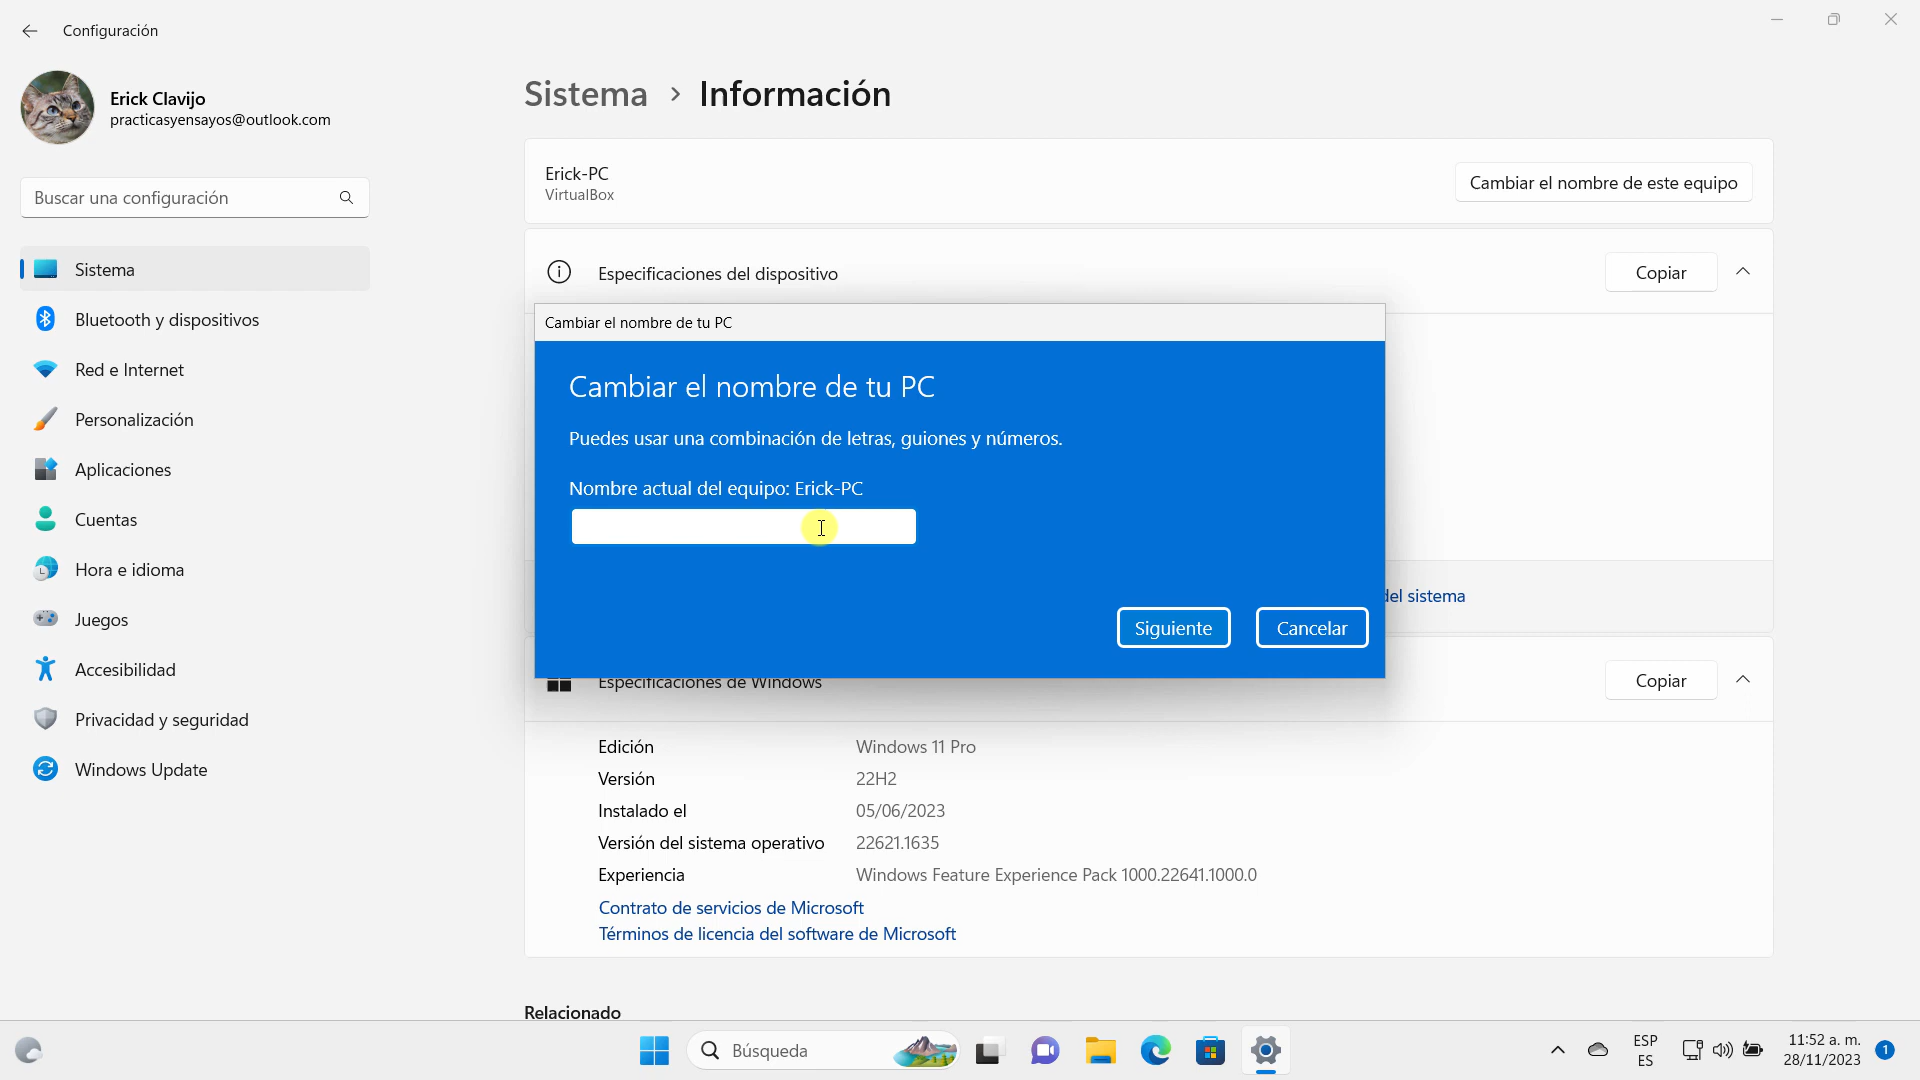 Configuración
Erick Clavijo
practicasyensayos@outlook.com
Buscar una configuración
Sistema
Bluetooth y dispositivos
Red e Internet
Personalización
Aplicaciones
Cuentas
Hora e idioma
Juegos
Accesibilidad
Privacidad y seguridad
Windows Update
Sistema > Información
Erick-PC
VirtualBox
Cambiar el nombre de este equipo
Especificaciones del dispositivo
Copiar
Cambiar el nombre de tu PC
Cambiar el nombre de tu PC
Puedes usar una combinación de letras, guiones y números.
Nombre actual del equipo: Erick-PC
Siguiente
Cancelar
del sistema
Especificaciones de Windows
Copiar
Edición Windows 11 Pro
Versión 22H2
Instalado el 05/06/2023
Versión del sistema operativo 22621.1635
Experiencia Windows Feature Experience Pack 1000.22641.1000.0
Contrato de servicios de Microsoft
Términos de licencia del software de Microsoft
Relacionado
Búsqueda
ESP
ES
11:52 a. m.
28/11/2023
1